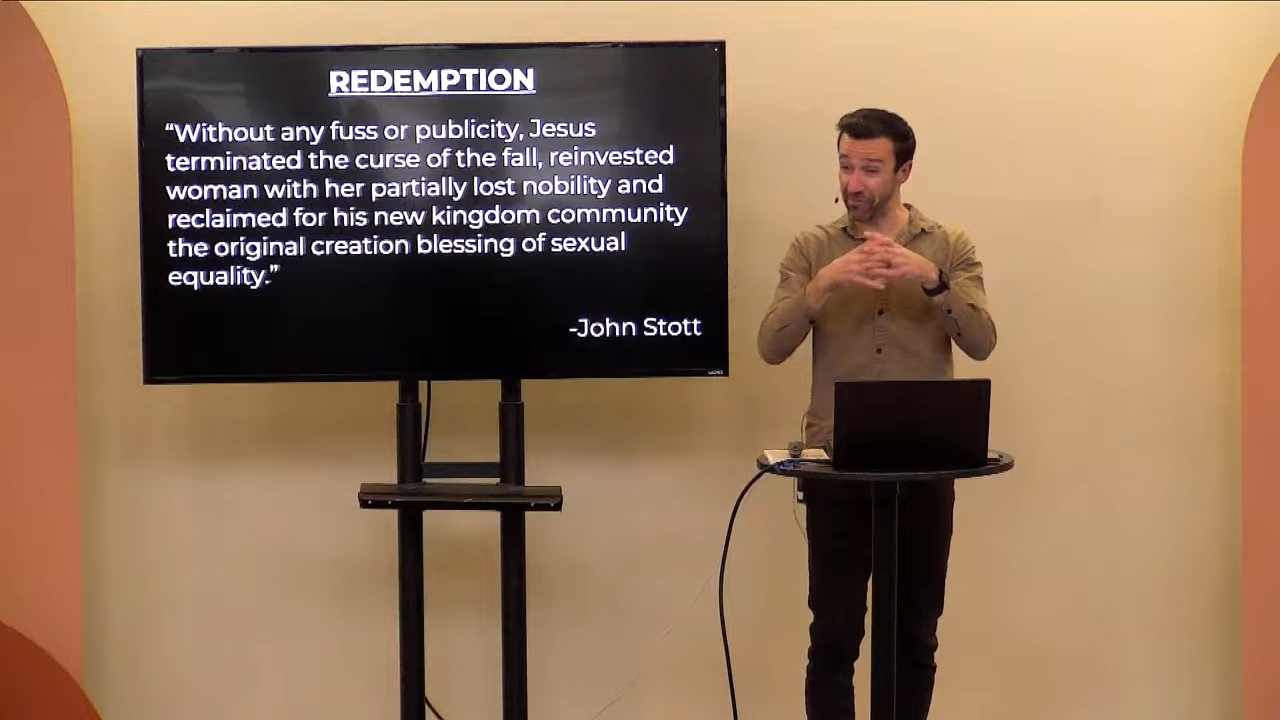 REDEMPTION
“Without any fuss or publicity, Jesus
terminated the curse of the fall, reinvested
woman with her partially lost nobility and
reclaimed for his new kingdom community
the original creation blessing of sexual
equality.”
-John Stott